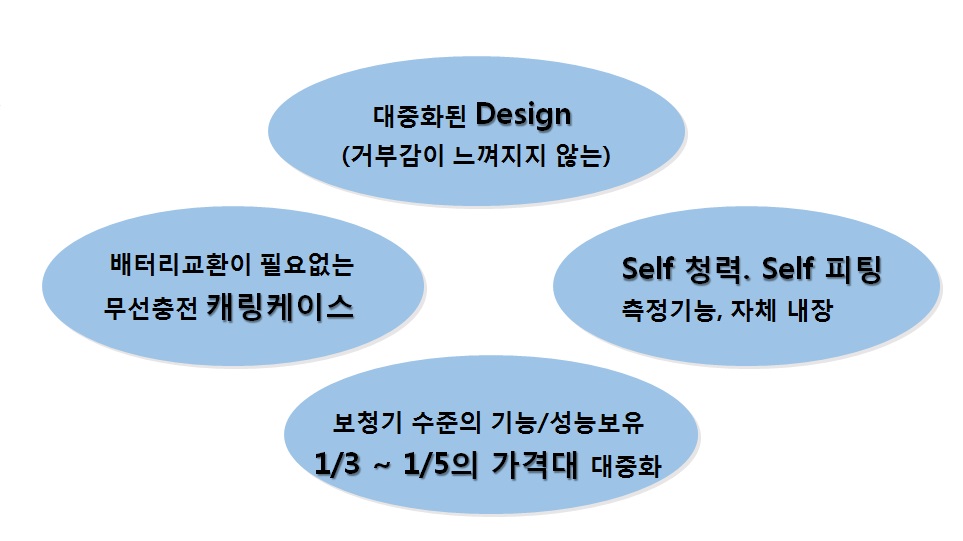 대중화된 Design
(거부감이 느껴지지 않는)
배터리교환이 필요없는
무선충전 캐링케이스
Self 청력. Self 피팅
측정기능, 자체 내장
보청기 수준의 기능/성능보유
1/3 ~ 1/5의 가격대 대중화